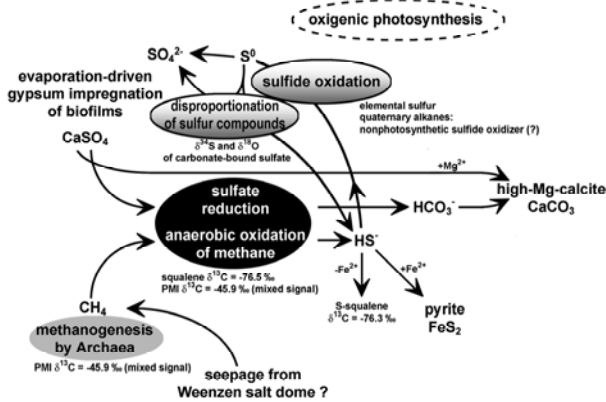 oxigenic photosynthesis
SO₄²⁻
S⁰
sulfide oxidation
evaporation-driven
gypsum impregnation
of biofilms
disproportionation
of sulfur compounds
elemental sulfur
quaternary alkanes:
nonphotosynthetic sulfide oxidizer (?)
δ³⁴S and δ¹⁸O
of carbonate-bound sulfate
CaSO₄
+Mg²⁺
sulfate
reduction
anaerobic oxidation
of methane
HCO₃⁻
high-Mg-calcite
CaCO₃
HS⁻
squalene δ¹³C = -76.5 ‰
PMI δ¹³C = -45.9 ‰ (mixed signal)
-Fe²⁺
+Fe²⁺
S-squalene
δ¹³C = -76.3 ‰
pyrite
FeS₂
CH₄
methanogenesis
by Archaea
PMI δ¹³C = -45.9 ‰ (mixed signal)
seepage from
Weenzen salt dome ?